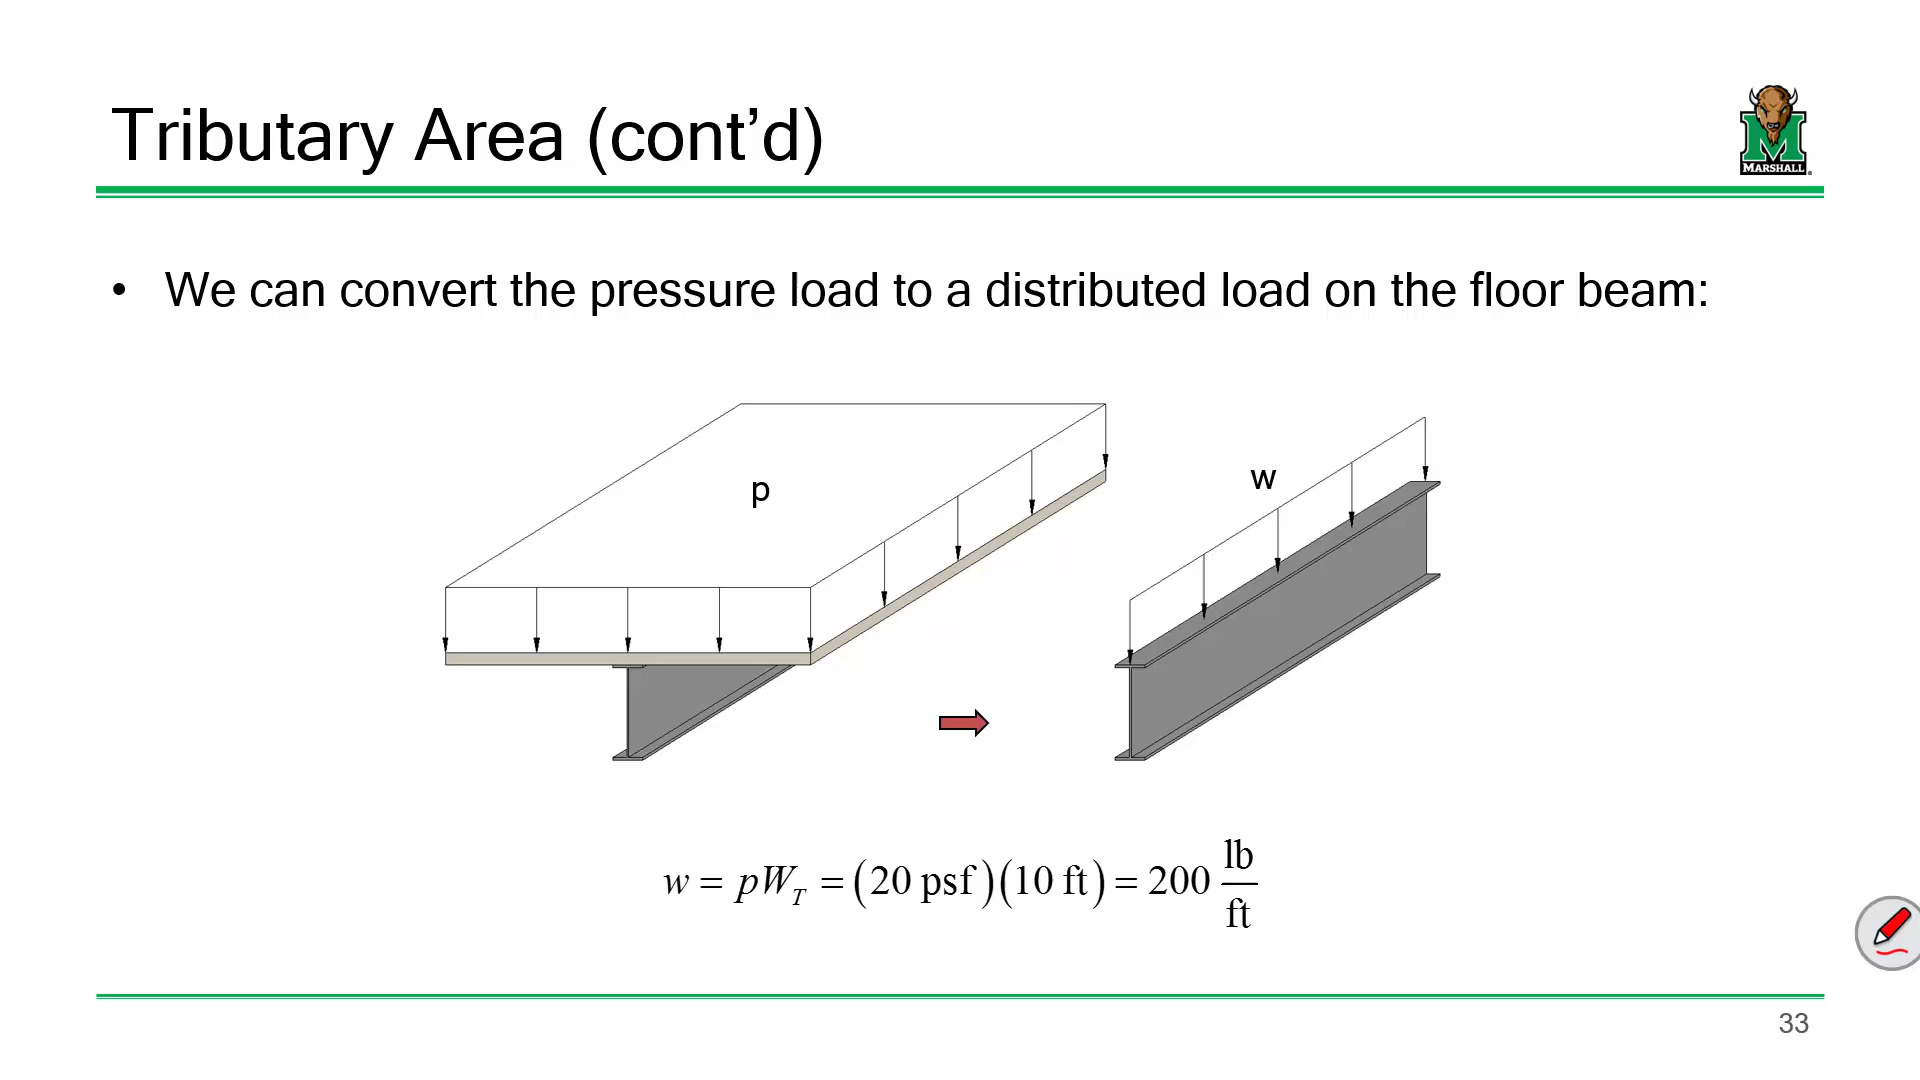 Tributary Area (cont’d)
MARSHALL
• We can convert the pressure load to a distributed load on the floor beam:
p
w
w = pW_T = (20 psf)(10 ft) = 200 lb/ft
33